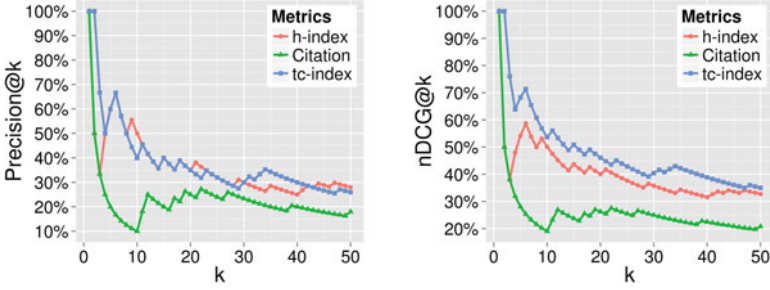 Metrics
h-index
Citation
tc-index
Precision@k
100%
90%
80%
70%
60%
50%
40%
30%
20%
10%
0 10 20 30 40 50
k
Metrics
h-index
Citation
tc-index
nDCG@k
100%
90%
80%
70%
60%
50%
40%
30%
20%
0 10 20 30 40 50
k